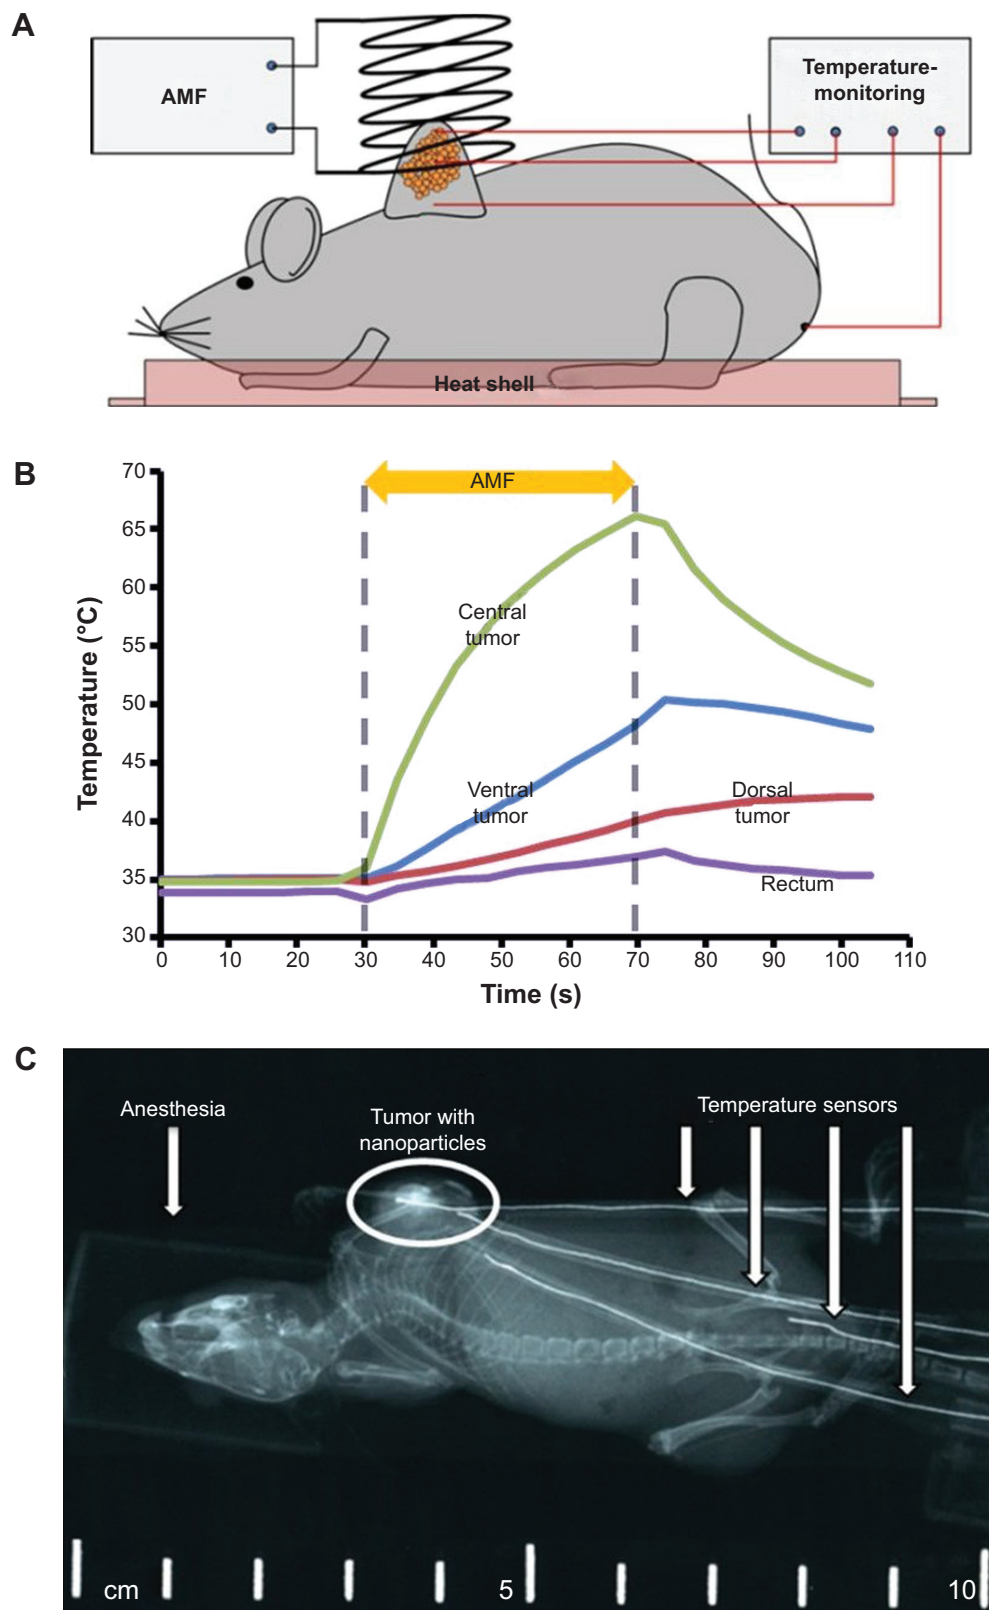 A
AMF
Temperature-
monitoring
Heat shell
B
AMF
70
65
60
55
50
45
40
35
30
Temperature (°C)
Central
tumor
Ventral
tumor
Dorsal
tumor
Rectum
0 10 20 30 40 50 60 70 80 90 100 110
Time (s)
C
Anesthesia
Tumor with
nanoparticles
Temperature sensors
cm 5 10